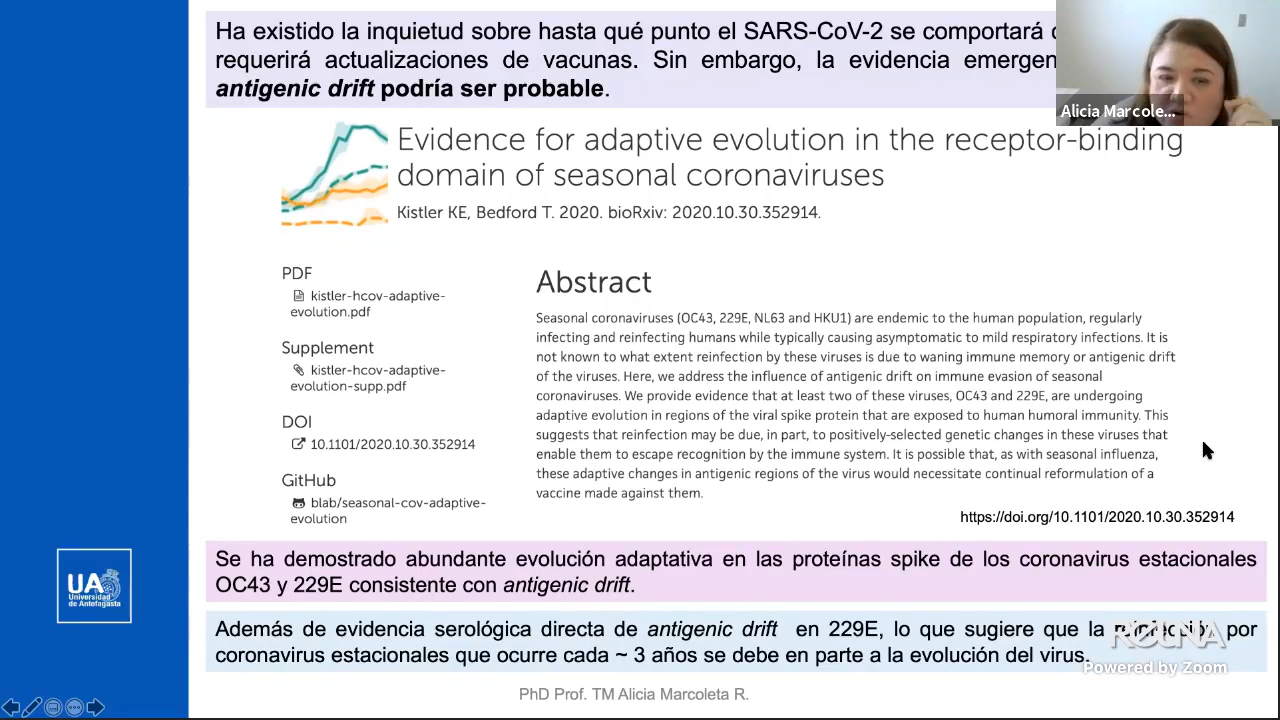 Ha existido la inquietud sobre hasta qué punto el SARS-CoV-2 se comportará
requerirá actualizaciones de vacunas. Sin embargo, la evidencia
antigenic drift podría ser probable.
Alicia Marcole...
Evidence for adaptive evolution in the receptor-binding
domain of seasonal coronaviruses
Kistler KE, Bedford T. 2020. bioRxiv: 2020.10.30.352914.
PDF
kistler-hcov-adaptive-
evolution.pdf
Supplement
kistler-hcov-adaptive-
evolution-supp.pdf
DOI
10.1101/2020.10.30.352914
GitHub
blab/seasonal-cov-adaptive-
evolution
Abstract
Seasonal coronaviruses (OC43, 229E, NL63 and HKU1) are endemic to the human population, regularly
infecting and reinfecting humans while typically causing asymptomatic to mild respiratory infections. It is
not known to what extent reinfection by these viruses is due to waning immune memory or antigenic drift
of the viruses. Here, we address the influence of antigenic drift on immune evasion of seasonal
coronaviruses. We provide evidence that at least two of these viruses, OC43 and 229E, are undergoing
adaptive evolution in regions of the viral spike protein that are exposed to human humoral immunity. This
suggests that reinfection may be due, in part, to positively-selected genetic changes in these viruses that
enable them to escape recognition by the immune system. It is possible that, as with seasonal influenza,
these adaptive changes in antigenic regions of the virus would necessitate continual reformulation of a
vaccine made against them.
https://doi.org/10.1101/2020.10.30.352914
Se ha demostrado abundante evolución adaptativa en las proteínas spike de los coronavirus estacionales
OC43 y 229E consistente con antigenic drift.
Además de evidencia serológica directa de antigenic drift en 229E, lo que sugiere que la por
coronavirus estacionales que ocurre cada ~ 3 años se debe en parte a la evolución del virus.
Powered by Zoom
UA
Universidad
de Antofagasta
PhD Prof. TM Alicia Marcoleta R.